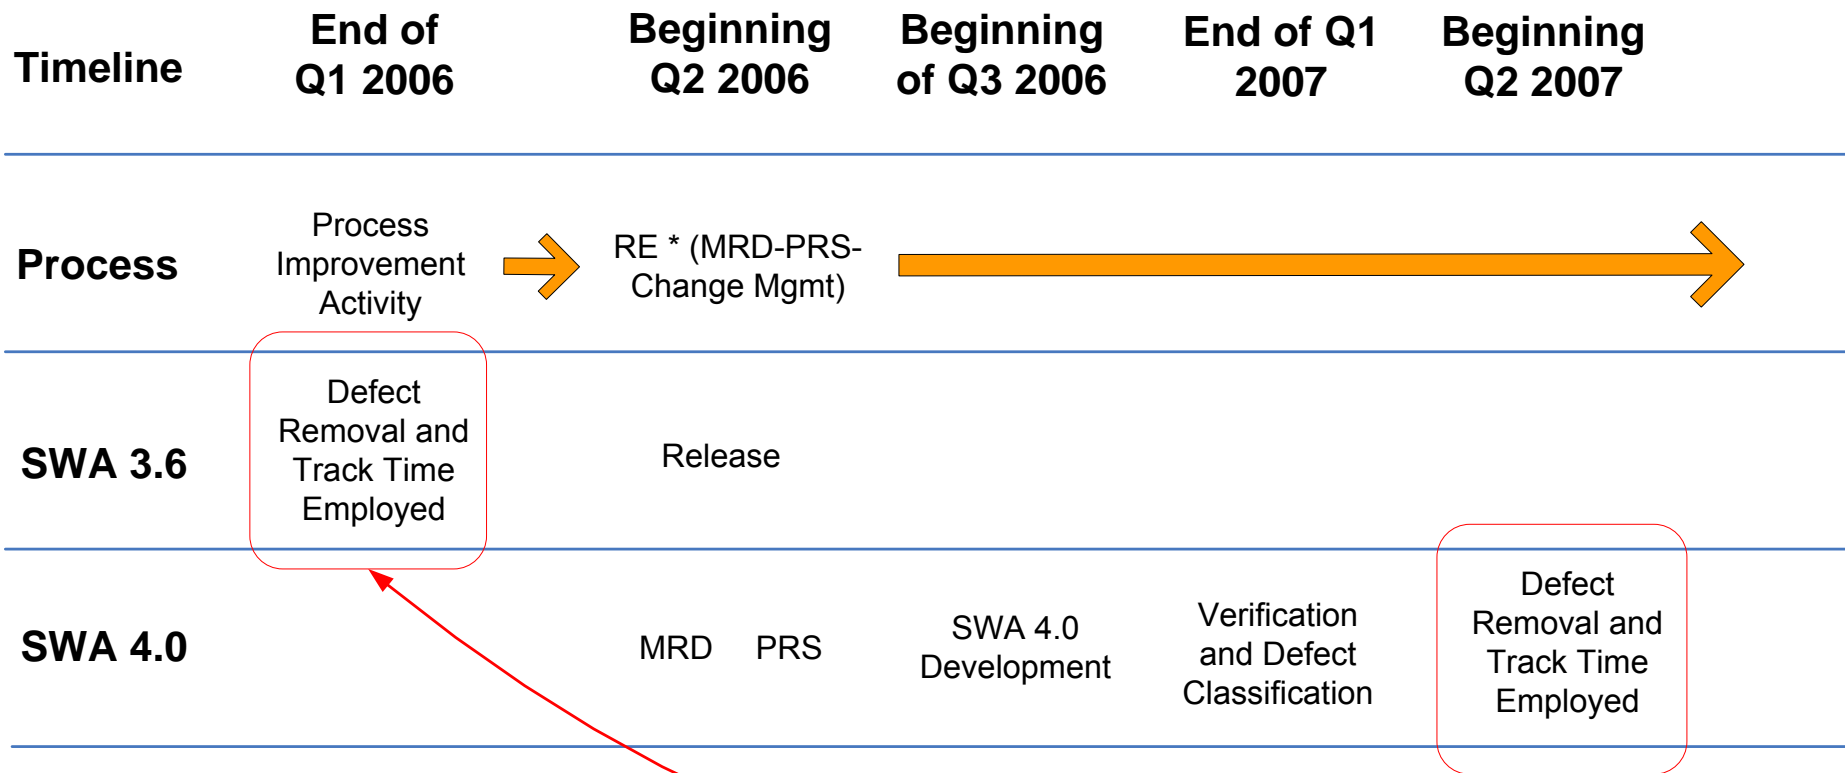 Timeline
End of
Q1 2006
Beginning
Q2 2006
Beginning
of Q3 2006
End of Q1
2007
Beginning
Q2 2007
Process
Process
Improvement
Activity
RE * (MRD-PRS-
Change Mgmt)
SWA 3.6
Defect
Removal and
Track Time
Employed
Release
SWA 4.0
MRD PRS
SWA 4.0
Development
Verification
and Defect
Classification
Defect
Removal and
Track Time
Employed